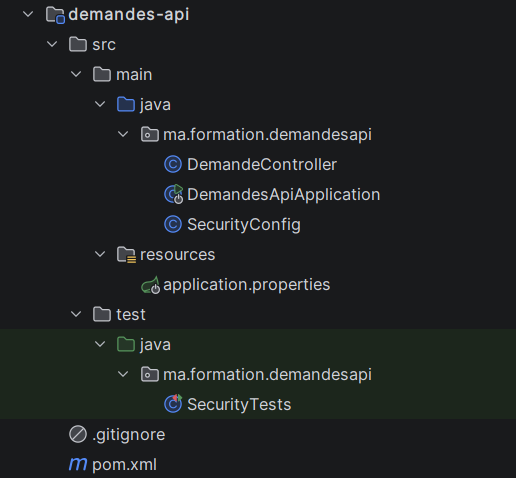 demandes-api
src
main
java
ma.formation.demandesapi
DemandeController
DemandesApiApplication
SecurityConfig
resources
application.properties
test
java
ma.formation.demandesapi
SecurityTests
.gitignore
pom.xml